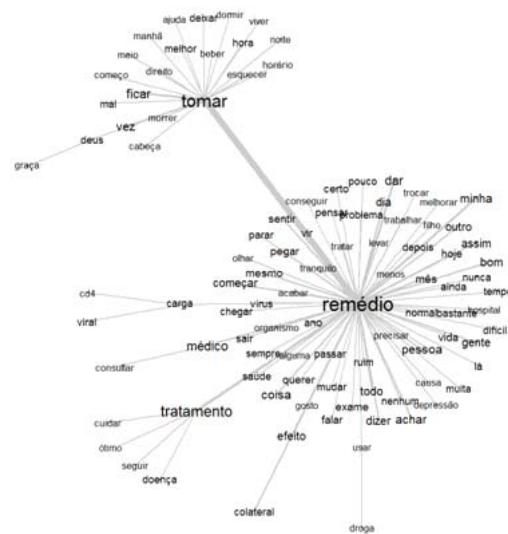 ajuda deixar dormir viver
manhã hora noite
meio melhor beber
começo direito esquecer horário
mal ficar tomar
vez morrer
deus cabeça
graça
pouco dar
certo trocar
conseguir dia melhorar minha
sentir pensar problema trabalhar filho outro
parar vir
tratar levar depois hoje assim
olhar pegar
mesmo tranquilo menos bom
começar mês ainda nunca
cd4 acabar tempo
carga vírus remédio
viral chegar normal bastante hospital
organismo ano difícil
médico sair precisar vida gente
sempre alguma passar pessoa
consultar ruim lá
saúde querer causa muita
coisa mudar todo
nenhum depressão
tratamento gosto exame
cuidar falar dizer achar
efeito
ótimo usar
seguir
doença
colateral
droga